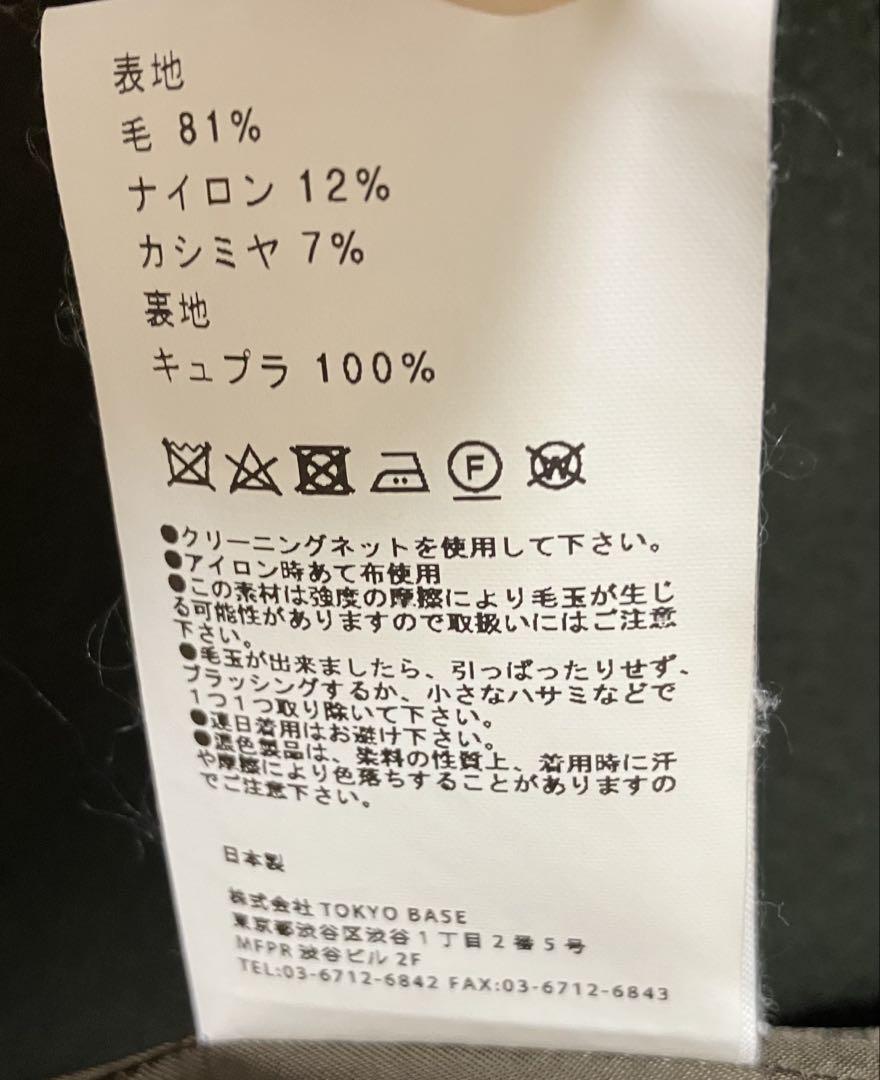 表地
毛 81%
ナイロン 12%
カシミヤ 7%
裏地
キュプラ 100%
F W
●クリーニングネットを使用して下さい。
●アイロン時あて布使用
●この素材は強度の摩擦により毛玉が生じ
る可能性がありますので取扱いにはご注意
下さい。
●毛玉が出来ましたら、引っぱったりせず、
ブラッシングするか、小さなハサミなどで
1つ1つ取り除いて下さい。
●連日着用はお避け下さい。
●濃色製品は、染料の性質上、着用時に汗
や摩擦により色落ちすることがありますの
でご注意下さい。
日本製
株式会社 TOKYO BASE
東京都渋谷区渋谷1丁目2番5号
MFPR 渋谷ビル 2F
TEL:03-6712-6842 FAX:03-6712-6843